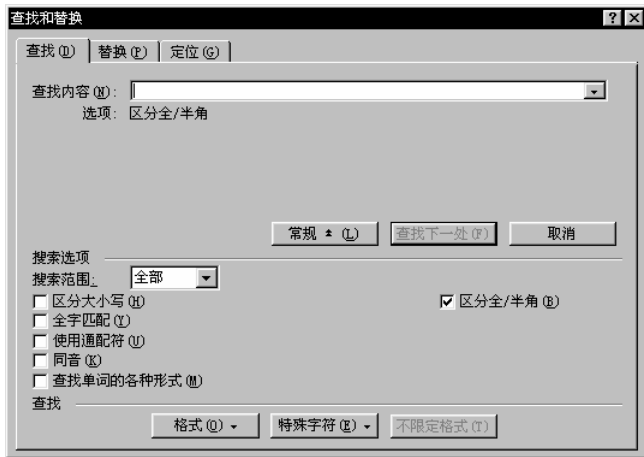 查找和替换
查找(D) 替换(P) 定位(G)
查找内容(N):
选项: 区分全/半角
常规 (L) 查找下一处(F) 取消
搜索选项
搜索范围: 全部
区分大小写(H) 区分全/半角(B)
全字匹配(Y)
使用通配符(U)
同音(K)
查找单词的各种形式(M)
查找
格式(O) 特殊字符(E) 不限定格式(T)